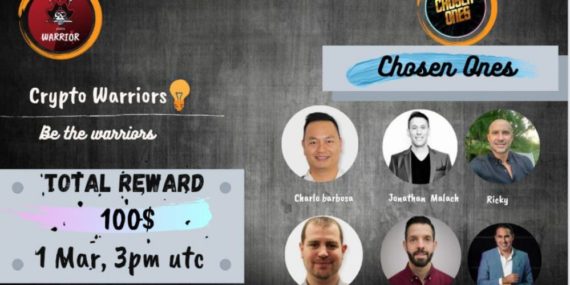 WARRIOR
Crypto Warriors
Be the warriors
TOTAL REWARD
100$
1 Mar, 3pm utc
CHOSEN
ONES
Chosen Ones
Charlo barbosa
Jonathan Malach
Ricky